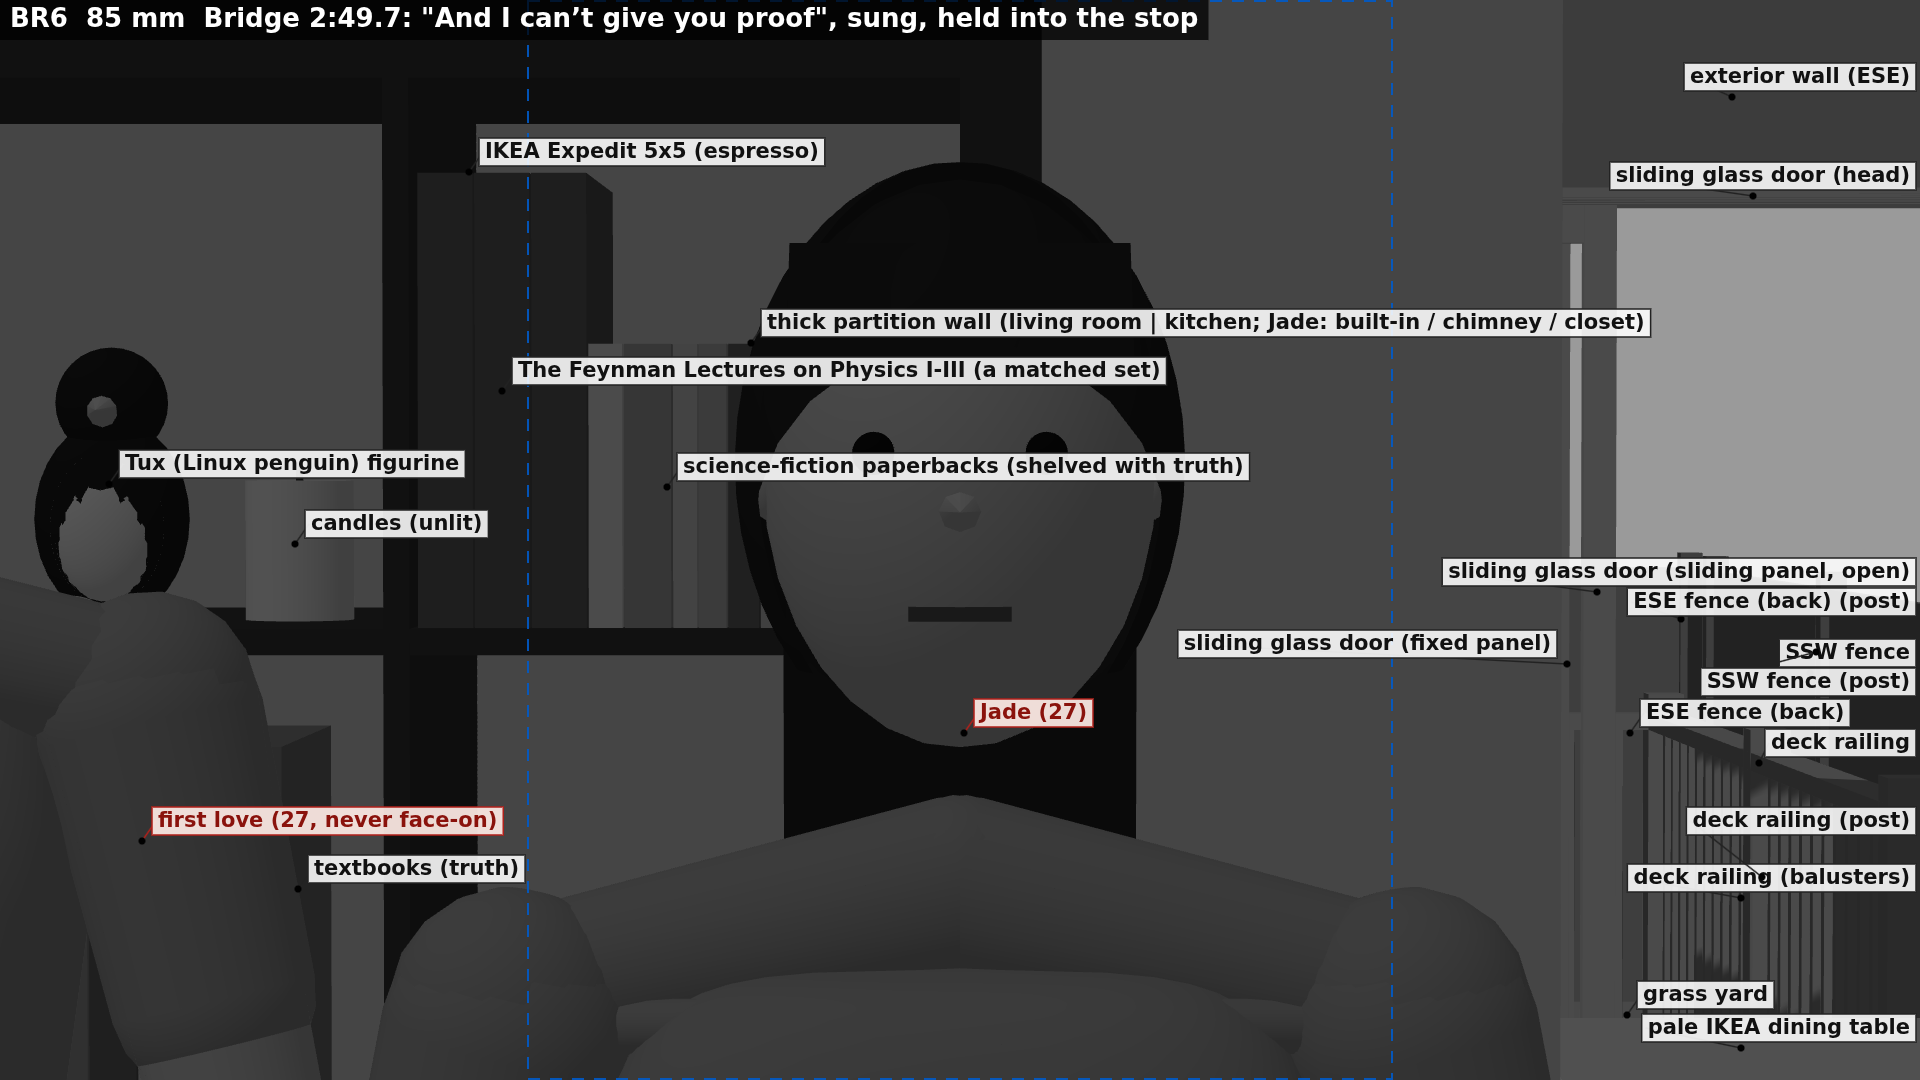 BR6  85 mm  Bridge 2:49.7: "And I can’t give you proof", sung, held into the stop
exterior wall (ESE)
IKEA Expedit 5x5 (espresso)
sliding glass door (head)
thick partition wall (living room | kitchen; Jade: built-in / chimney / closet)
The Feynman Lectures on Physics I-III (a matched set)
Tux (Linux penguin) figurine
science-fiction paperbacks (shelved with truth)
candles (unlit)
sliding glass door (sliding panel, open)
ESE fence (back) (post)
sliding glass door (fixed panel)
SSW fence
SSW fence (post)
Jade (27)
ESE fence (back)
deck railing
first love (27, never face-on)
deck railing (post)
textbooks (truth)
deck railing (balusters)
grass yard
pale IKEA dining table